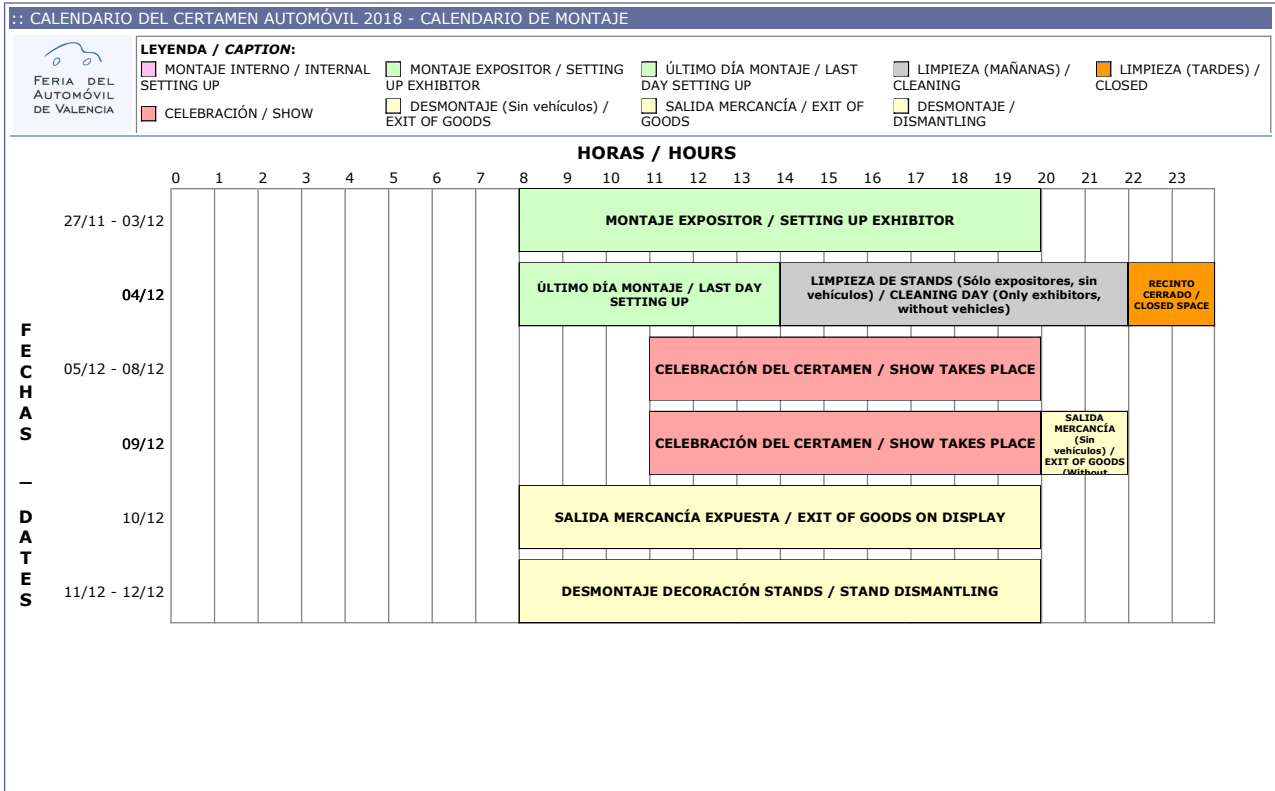 :: CALENDARIO DEL CERTAMEN AUTOMÓVIL 2018 - CALENDARIO DE MONTAJE
FERIA DEL
AUTOMÓVIL
DE VALENCIA
LEYENDA / CAPTION:
MONTAJE INTERNO / INTERNAL
SETTING UP
MONTAJE EXPOSITOR / SETTING
UP EXHIBITOR
ÚLTIMO DÍA MONTAJE / LAST
DAY SETTING UP
LIMPIEZA (MAÑANAS) /
CLEANING
LIMPIEZA (TARDES) /
CLOSED
CELEBRACIÓN / SHOW
DESMONTAJE (Sin vehículos) /
EXIT OF GOODS
SALIDA MERCANCÍA / EXIT OF
GOODS
DESMONTAJE /
DISMANTLING
HORAS / HOURS
0 1 2 3 4 5 6 7 8 9 10 11 12 13 14 15 16 17 18 19 20 21 22 23
FECHAS – DATES
27/11 - 03/12
MONTAJE EXPOSITOR / SETTING UP EXHIBITOR
04/12
ÚLTIMO DÍA MONTAJE / LAST DAY
SETTING UP
LIMPIEZA DE STANDS (Sólo expositores, sin
vehículos) / CLEANING DAY (Only exhibitors,
without vehicles)
RECINTO
CERRADO /
CLOSED SPACE
05/12 - 08/12
CELEBRACIÓN DEL CERTAMEN / SHOW TAKES PLACE
09/12
CELEBRACIÓN DEL CERTAMEN / SHOW TAKES PLACE
SALIDA
MERCANCÍA
(Sin
vehículos) /
EXIT OF GOODS
(Without
10/12
SALIDA MERCANCÍA EXPUESTA / EXIT OF GOODS ON DISPLAY
11/12 - 12/12
DESMONTAJE DECORACIÓN STANDS / STAND DISMANTLING